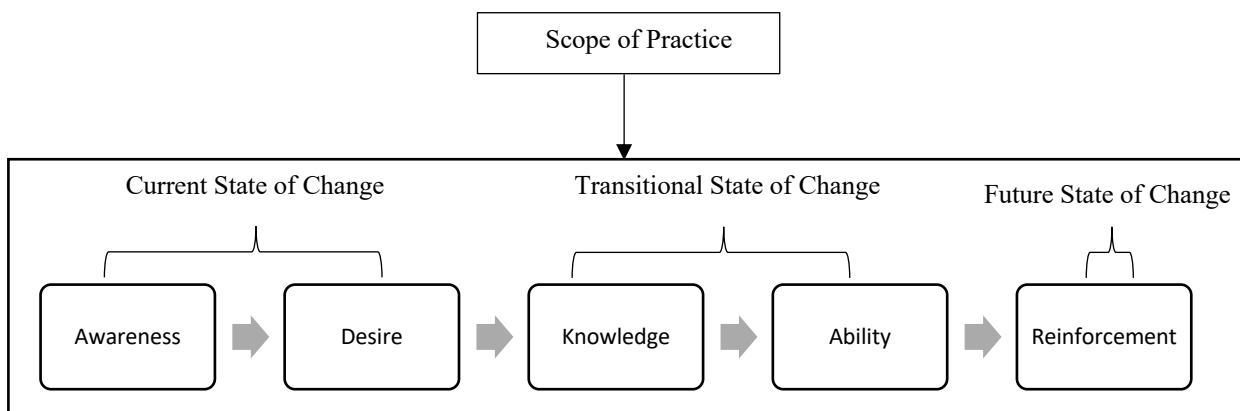 Scope of Practice
Current State of Change
Transitional State of Change
Future State of Change
Awareness
Desire
Knowledge
Ability
Reinforcement